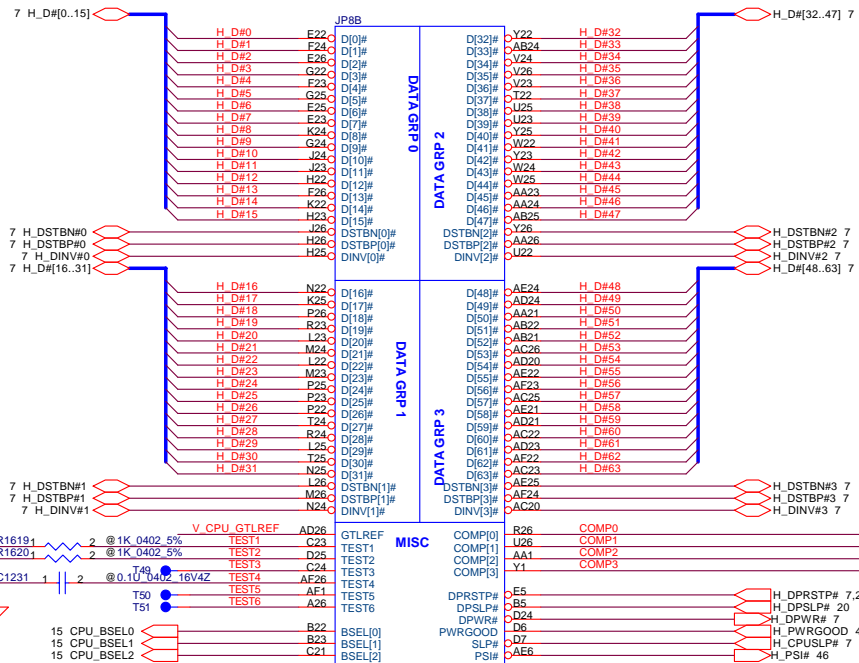 JP8B
7 H_D#[0..15] H_D#[32..47] 7
H_D#0 E22 D[0]# D[32]# Y22 H_D#32
H_D#1 F24 D[1]# D[33]# AB24 H_D#33
H_D#2 E26 D[2]# D[34]# V24 H_D#34
H_D#3 G22 D[3]# D[35]# V26 H_D#35
H_D#4 F23 D[4]# D[36]# V23 H_D#36
H_D#5 G25 D[5]# D[37]# T22 H_D#37
H_D#6 E25 D[6]# D[38]# U25 H_D#38
H_D#7 E23 D[7]# D[39]# U23 H_D#39
H_D#8 K24 D[8]# D[40]# Y25 H_D#40
H_D#9 G24 D[9]# D[41]# W22 H_D#41
H_D#10 J24 D[10]# D[42]# Y23 H_D#42
H_D#11 J23 D[11]# D[43]# W24 H_D#43
H_D#12 H22 D[12]# D[44]# W25 H_D#44
H_D#13 F26 D[13]# D[45]# AA23 H_D#45
H_D#14 K22 D[14]# D[46]# AA24 H_D#46
H_D#15 H23 D[15]# D[47]# AB25 H_D#47
DATA GRP 0
DATA GRP 2
7 H_DSTBN#0 J26 DSTBN[0]# DSTBN[2]# Y26 H_DSTBN#2 7
7 H_DSTBP#0 H26 DSTBP[0]# DSTBP[2]# AA26 H_DSTBP#2 7
7 H_DINV#0 H25 DINV[0]# DINV[2]# U22 H_DINV#2 7
7 H_D#[16..31] H_D#[48..63] 7
H_D#16 N22 D[16]# D[48]# AE24 H_D#48
H_D#17 K25 D[17]# D[49]# AD24 H_D#49
H_D#18 P26 D[18]# D[50]# AA21 H_D#50
H_D#19 R23 D[19]# D[51]# AB22 H_D#51
H_D#20 L23 D[20]# D[52]# AB21 H_D#52
H_D#21 M24 D[21]# D[53]# AC26 H_D#53
H_D#22 L22 D[22]# D[54]# AD20 H_D#54
H_D#23 M23 D[23]# D[55]# AE22 H_D#55
H_D#24 P25 D[24]# D[56]# AF23 H_D#56
H_D#25 P23 D[25]# D[57]# AC25 H_D#57
H_D#26 P22 D[26]# D[58]# AE21 H_D#58
H_D#27 T24 D[27]# D[59]# AD21 H_D#59
H_D#28 R24 D[28]# D[60]# AC22 H_D#60
H_D#29 L25 D[29]# D[61]# AD23 H_D#61
H_D#30 T25 D[30]# D[62]# AF22 H_D#62
H_D#31 N25 D[31]# D[63]# AC23 H_D#63
DATA GRP 1
DATA GRP 3
7 H_DSTBN#1 L26 DSTBN[1]# DSTBN[3]# AE25 H_DSTBN#3 7
7 H_DSTBP#1 M26 DSTBP[1]# DSTBP[3]# AF24 H_DSTBP#3 7
7 H_DINV#1 N24 DINV[1]# DINV[3]# AC20 H_DINV#3 7
MISC
V_CPU_GTLREF AD26 GTLREF COMP[0] R26 COMP0
R1619 1 2 @1K_0402_5% TEST1 C23 TEST1 COMP[1] U26 COMP1
R1620 1 2 @1K_0402_5% TEST2 D25 TEST2 COMP[2] AA1 COMP2
T49 TEST3 C24 TEST3 COMP[3] Y1 COMP3
C1231 1 2 @0.1U_0402_16V4Z TEST4 AF26 TEST4
T50 TEST5 AF1 TEST5 DPRSTP# E5 H_DPRSTP# 7,2
T51 TEST6 A26 TEST6 DPSLP# B5 H_DPSLP# 20
DPWR# D24 H_DPWR# 7
15 CPU_BSEL0 B22 BSEL[0] PWRGOOD D6 H_PWRGOOD 4
15 CPU_BSEL1 B23 BSEL[1] SLP# D7 H_CPUSLP# 7
15 CPU_BSEL2 C21 BSEL[2] PSI# AE6 H_PSI# 46